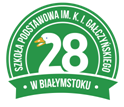 SZKOŁA PODSTAWOWA IM. K. I. GAŁCZYŃSKIEGO
28
• W BIAŁYMSTOKU •